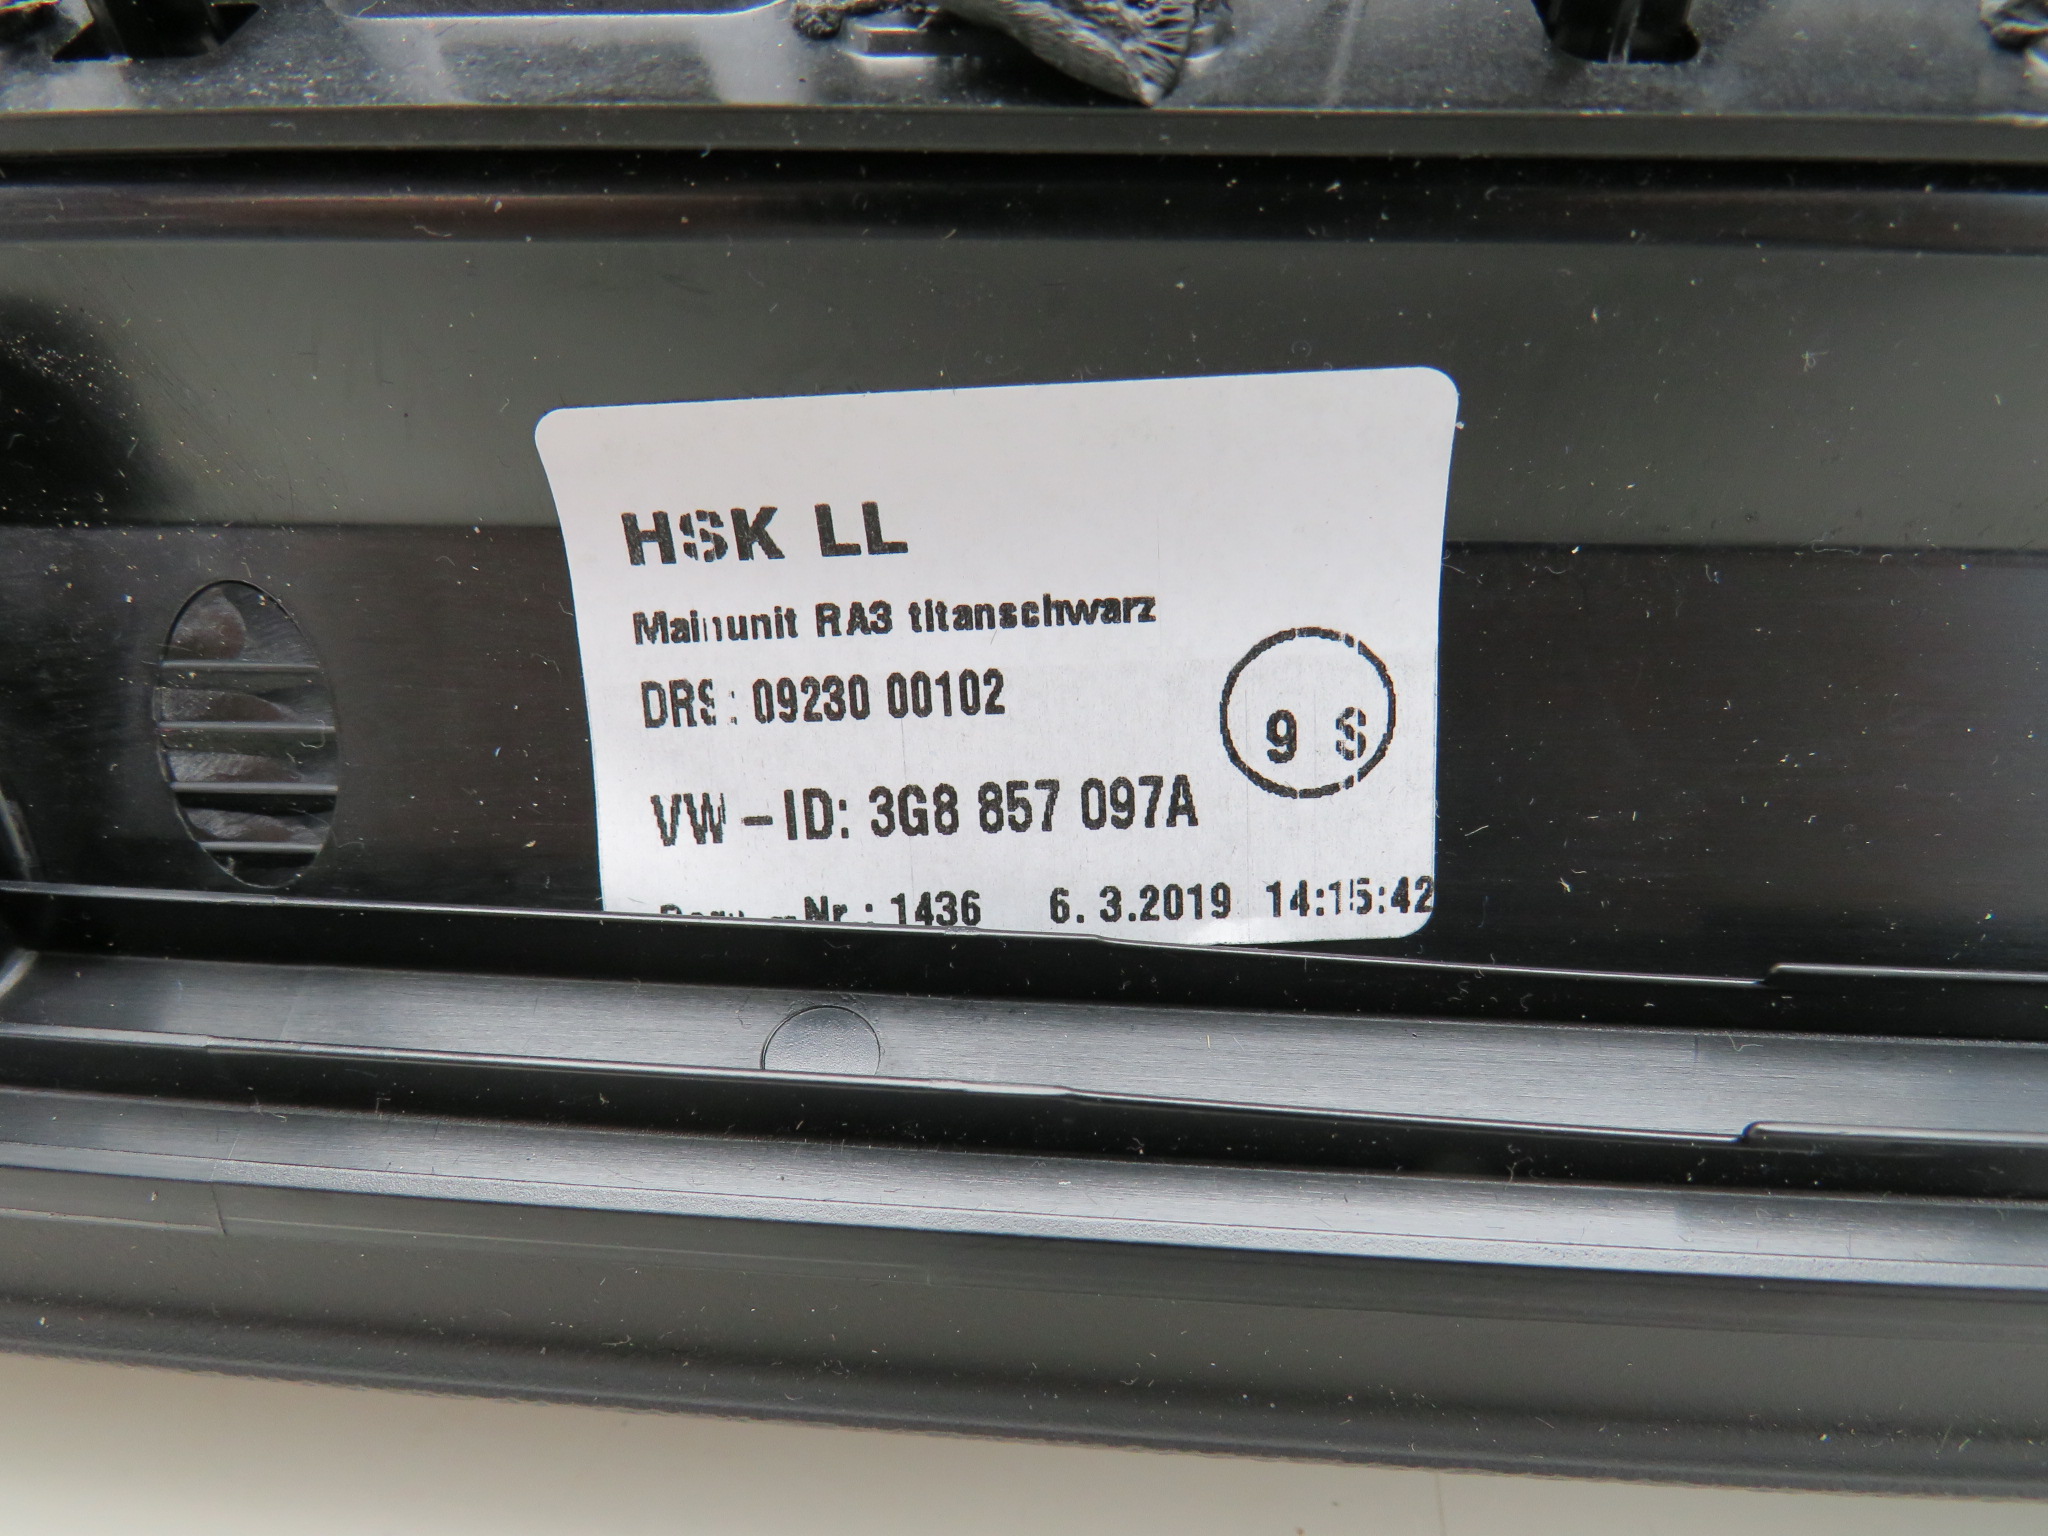 HSK LL
Mainunit RA3 titanschwarz
DRS: 09230 00102
9 S
VW-ID: 3G8 857 097A
Nr.: 1436 6. 3.2019 14:15:42